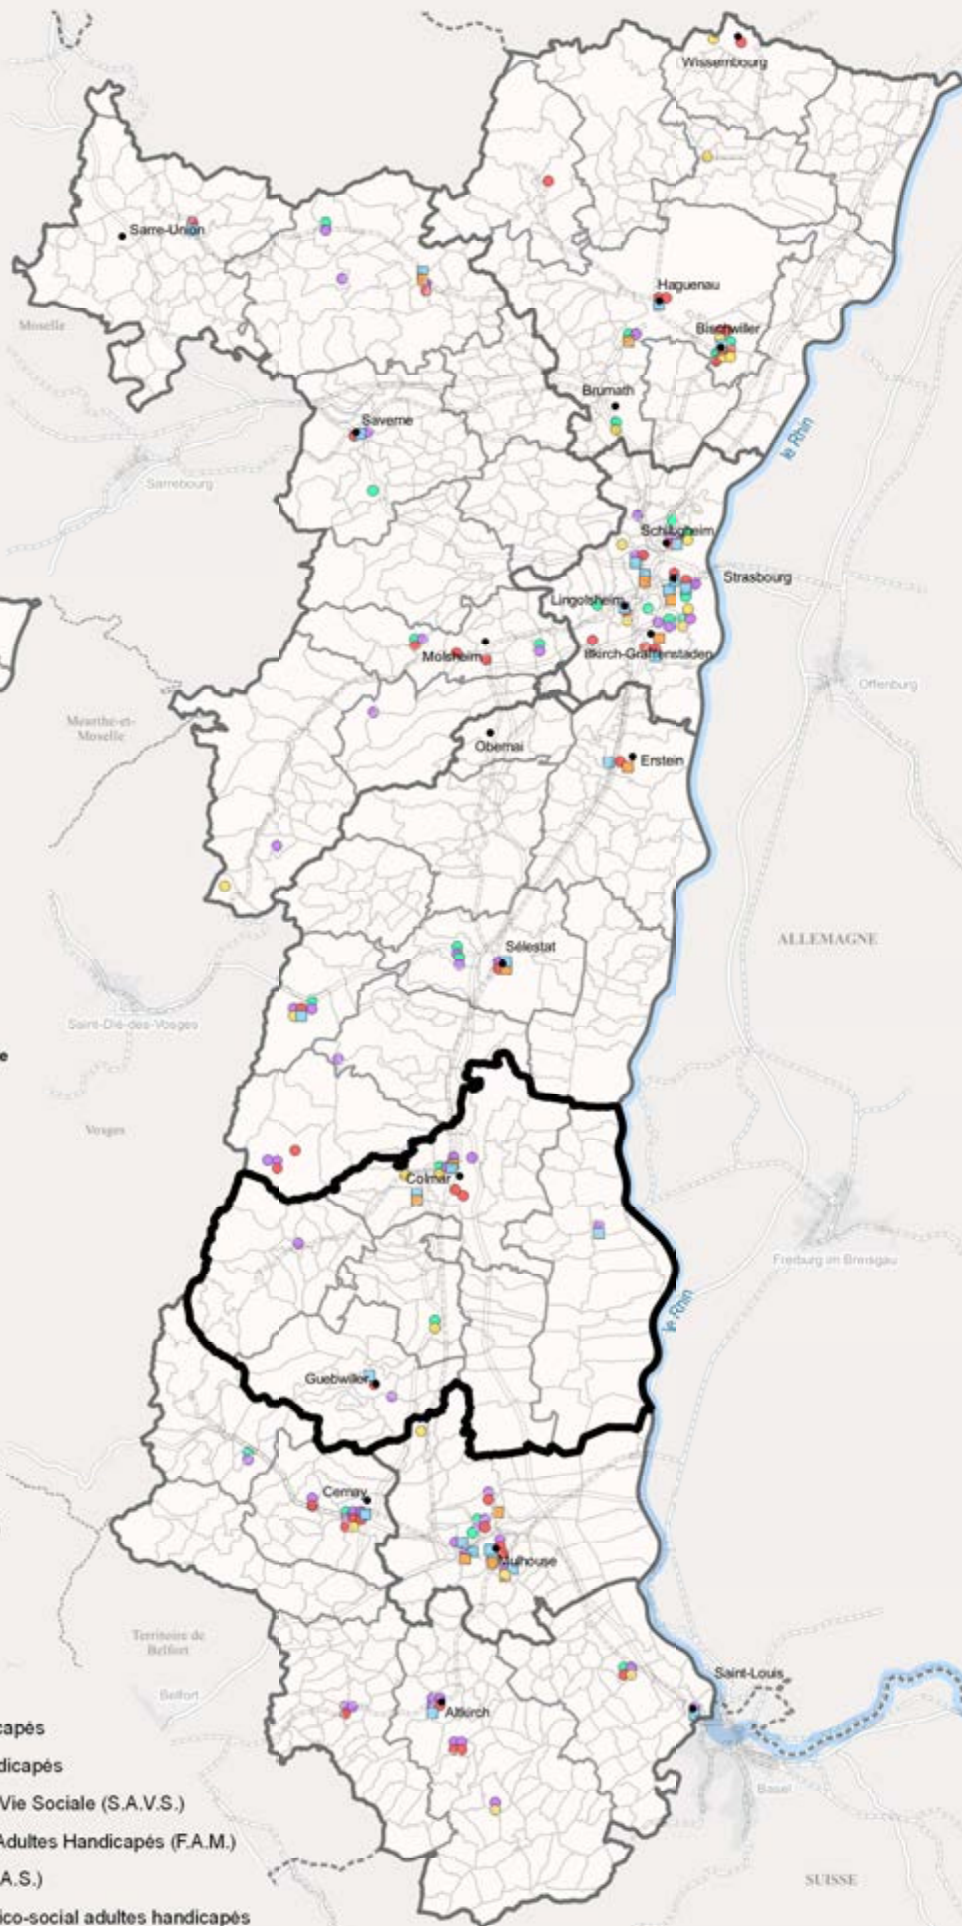 Wissembourg
Sarre-Union
Haguenau
Moselle
Bischwiller
Brumath
Saverne
le Rhin
Sarrebourg
Schiltigheim
Strasbourg
Lingolsheim
Molsheim
Illkirch-Graffenstaden
Offenburg
Meurthe-et-
Moselle
Obernai
Erstein
ALLEMAGNE
Sélestat
Saint-Dié-des-Vosges
e
Vosges
Colmar
Freiburg im Breisgau
le Rhin
Guebwiller
Cernay
Mulhouse
Territoire de
Belfort
Saint-Louis
Belfort
Altkirch
capés
dicapés
Basel
Vie Sociale (S.A.V.S.)
Adultes Handicapés (F.A.M.)
A.S.)
SUISSE
ico-social adultes handicapés